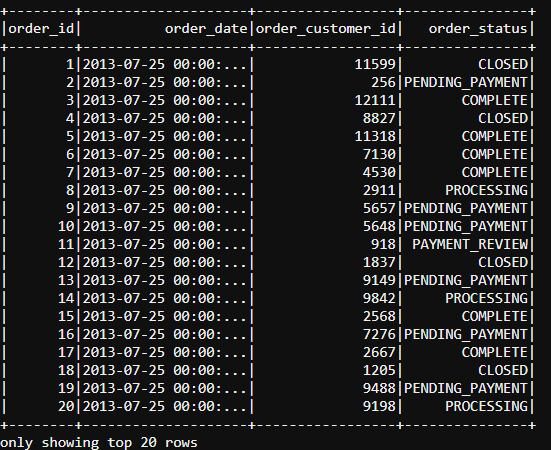 +--------+--------------------+-----------------+---------------+
|order_id|          order_date|order_customer_id|   order_status|
+--------+--------------------+-----------------+---------------+
|       1|2013-07-25 00:00:...|            11599|         CLOSED|
|       2|2013-07-25 00:00:...|              256|PENDING_PAYMENT|
|       3|2013-07-25 00:00:...|            12111|       COMPLETE|
|       4|2013-07-25 00:00:...|             8827|         CLOSED|
|       5|2013-07-25 00:00:...|            11318|       COMPLETE|
|       6|2013-07-25 00:00:...|             7130|       COMPLETE|
|       7|2013-07-25 00:00:...|             4530|       COMPLETE|
|       8|2013-07-25 00:00:...|             2911|     PROCESSING|
|       9|2013-07-25 00:00:...|             5657|PENDING_PAYMENT|
|      10|2013-07-25 00:00:...|             5648|PENDING_PAYMENT|
|      11|2013-07-25 00:00:...|              918| PAYMENT_REVIEW|
|      12|2013-07-25 00:00:...|             1837|         CLOSED|
|      13|2013-07-25 00:00:...|             9149|PENDING_PAYMENT|
|      14|2013-07-25 00:00:...|             9842|     PROCESSING|
|      15|2013-07-25 00:00:...|             2568|       COMPLETE|
|      16|2013-07-25 00:00:...|             7276|PENDING_PAYMENT|
|      17|2013-07-25 00:00:...|             2667|       COMPLETE|
|      18|2013-07-25 00:00:...|             1205|         CLOSED|
|      19|2013-07-25 00:00:...|             9488|PENDING_PAYMENT|
|      20|2013-07-25 00:00:...|             9198|     PROCESSING|
+--------+--------------------+-----------------+---------------+
only showing top 20 rows